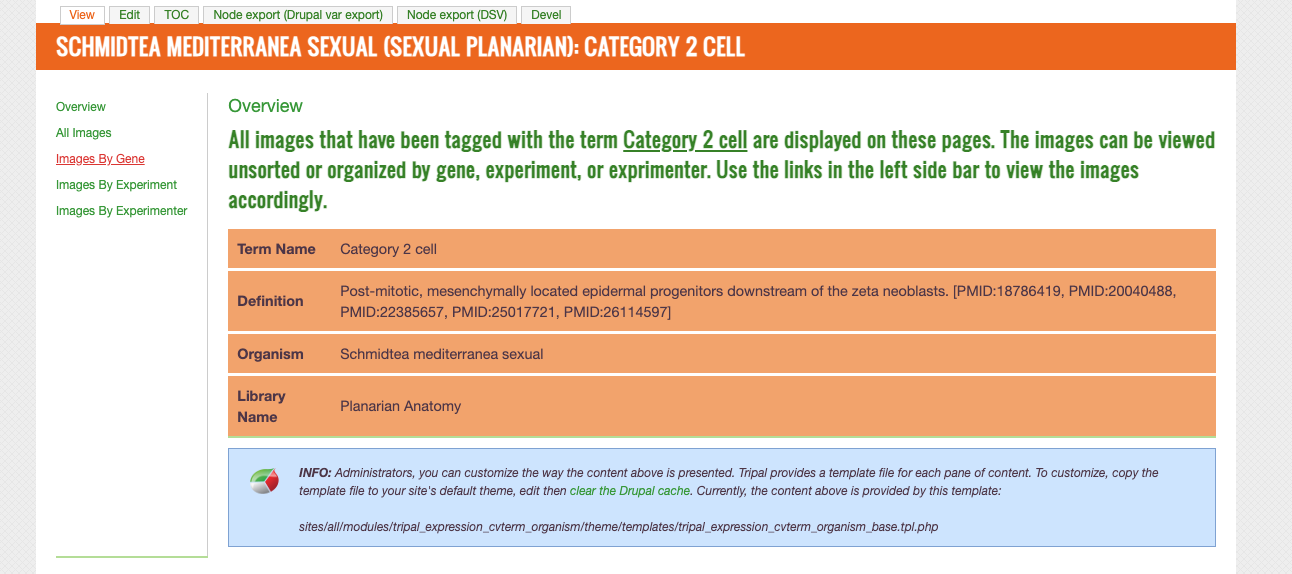 View Edit TOC Node export (Drupal var export) Node export (DSV) Devel
SCHMIDTEA MEDITERRANEA SEXUAL (SEXUAL PLANARIAN): CATEGORY 2 CELL
Overview
All Images
Images By Gene
Images By Experiment
Images By Experimenter
Overview
All images that have been tagged with the term Category 2 cell are displayed on these pages. The images can be viewed
unsorted or organized by gene, experiment, or exprimenter. Use the links in the left side bar to view the images
accordingly.
Term Name Category 2 cell
Definition Post-mitotic, mesenchymally located epidermal progenitors downstream of the zeta neoblasts. [PMID:18786419, PMID:20040488,
PMID:22385657, PMID:25017721, PMID:26114597]
Organism Schmidtea mediterranea sexual
Library
Name Planarian Anatomy
INFO: Administrators, you can customize the way the content above is presented. Tripal provides a template file for each pane of content. To customize, copy the
template file to your site's default theme, edit then clear the Drupal cache. Currently, the content above is provided by this template:
sites/all/modules/tripal_expression_cvterm_organism/theme/templates/tripal_expression_cvterm_organism_base.tpl.php